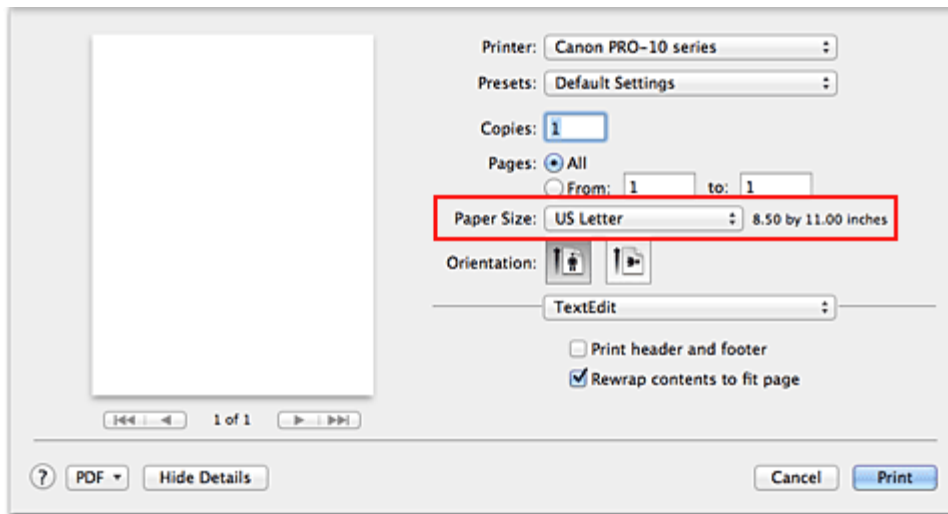 Printer: Canon PRO-10 series
Presets: Default Settings
Copies: 1
Pages: All
From: 1 to: 1
Paper Size: US Letter 8.50 by 11.00 inches
Orientation:
TextEdit
Print header and footer
Rewrap contents to fit page
1 of 1
? PDF Hide Details Cancel Print